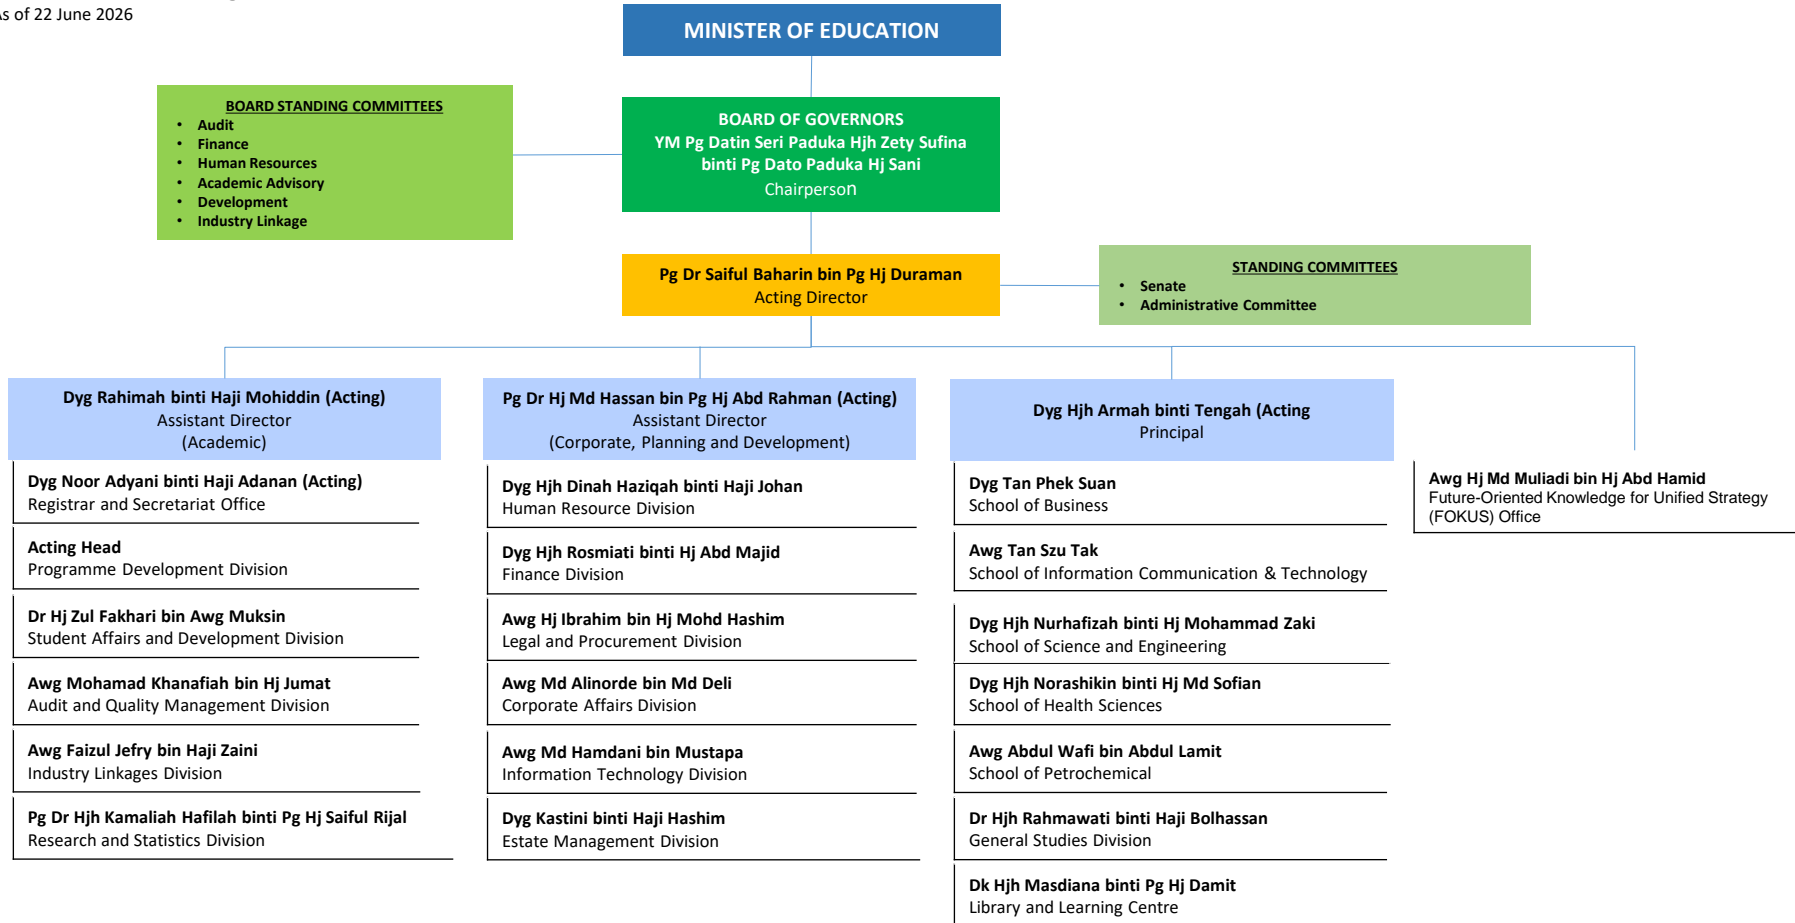 As of 22 June 2026
MINISTER OF EDUCATION
BOARD STANDING COMMITTEES
• Audit
• Finance
• Human Resources
• Academic Advisory
• Development
• Industry Linkage
BOARD OF GOVERNORS
YM Pg Datin Seri Paduka Hjh Zety Sufina
binti Pg Dato Paduka Hj Sani
Chairperson
Pg Dr Saiful Baharin bin Pg Hj Duraman
Acting Director
STANDING COMMITTEES
• Senate
• Administrative Committee
Dyg Rahimah binti Haji Mohiddin (Acting)
Assistant Director
(Academic)
Dyg Noor Adyani binti Haji Adanan (Acting)
Registrar and Secretariat Office
Acting Head
Programme Development Division
Dr Hj Zul Fakhari bin Awg Muksin
Student Affairs and Development Division
Awg Mohamad Khanafiah bin Hj Jumat
Audit and Quality Management Division
Awg Faizul Jefry bin Haji Zaini
Industry Linkages Division
Pg Dr Hjh Kamaliah Hafilah binti Pg Hj Saiful Rijal
Research and Statistics Division
Pg Dr Hj Md Hassan bin Pg Hj Abd Rahman (Acting)
Assistant Director
(Corporate, Planning and Development)
Dyg Hjh Dinah Haziqah binti Haji Johan
Human Resource Division
Dyg Hjh Rosmiati binti Hj Abd Majid
Finance Division
Awg Hj Ibrahim bin Hj Mohd Hashim
Legal and Procurement Division
Awg Md Alinorde bin Md Deli
Corporate Affairs Division
Awg Md Hamdani bin Mustapa
Information Technology Division
Dyg Kastini binti Haji Hashim
Estate Management Division
Dyg Hjh Armah binti Tengah (Acting
Principal
Dyg Tan Phek Suan
School of Business
Awg Tan Szu Tak
School of Information Communication & Technology
Dyg Hjh Nurhafizah binti Hj Mohammad Zaki
School of Science and Engineering
Dyg Hjh Norashikin binti Hj Md Sofian
School of Health Sciences
Awg Abdul Wafi bin Abdul Lamit
School of Petrochemical
Dr Hjh Rahmawati binti Haji Bolhassan
General Studies Division
Dk Hjh Masdiana binti Pg Hj Damit
Library and Learning Centre
Awg Hj Md Muliadi bin Hj Abd Hamid
Future-Oriented Knowledge for Unified Strategy
(FOKUS) Office